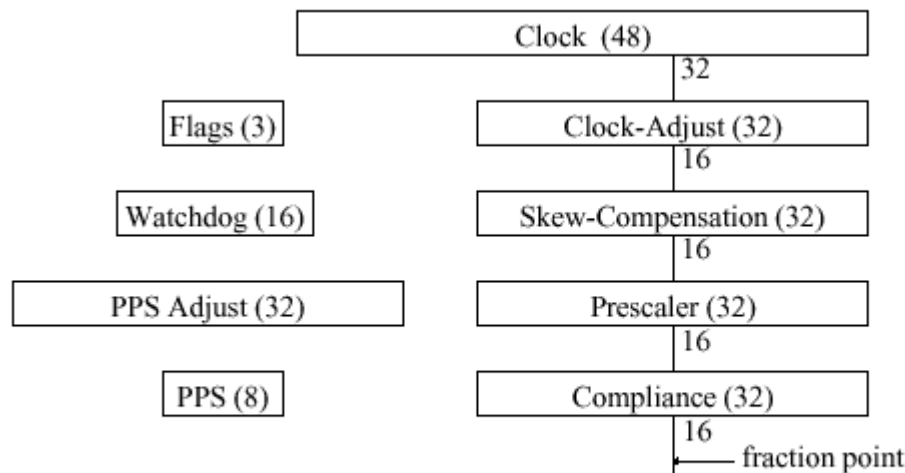 Clock (48)
32
Flags (3)
Clock-Adjust (32)
16
Watchdog (16)
Skew-Compensation (32)
16
PPS Adjust (32)
Prescaler (32)
16
PPS (8)
Compliance (32)
16
fraction point